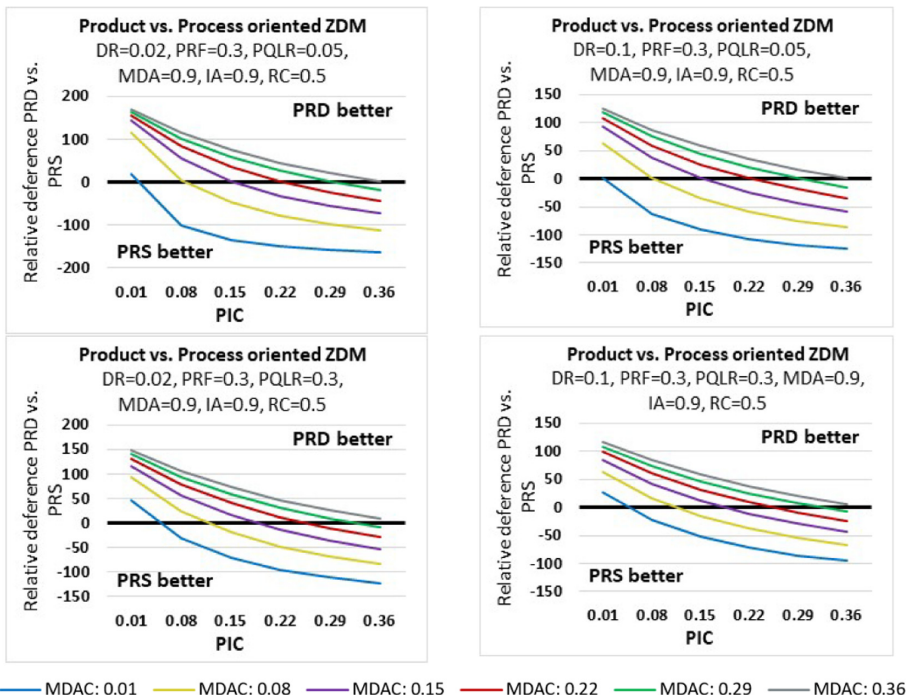 Product vs. Process oriented ZDM
DR=0.02, PRF=0.3, PQLR=0.05,
MDA=0.9, IA=0.9, RC=0.5
Relative deference PRD vs.
PRS
200
100
0
-100
-200
PRD better
PRS better
0.01 0.08 0.15 0.22 0.29 0.36
PIC
Product vs. Process oriented ZDM
DR=0.1, PRF=0.3, PQLR=0.05,
MDA=0.9, IA=0.9, RC=0.5
Relative deference PRD vs.
PRS
150
100
50
0
-50
-100
-150
PRD better
PRS better
0.01 0.08 0.15 0.22 0.29 0.36
PIC
Product vs. Process oriented ZDM
DR=0.02, PRF=0.3, PQLR=0.3,
MDA=0.9, IA=0.9, RC=0.5
Relative deference PRD vs.
PRS
200
150
100
50
0
-50
-100
-150
PRD better
PRS better
0.01 0.08 0.15 0.22 0.29 0.36
PIC
Product vs. Process oriented ZDM
DR=0.1, PRF=0.3, PQLR=0.3, MDA=0.9,
IA=0.9, RC=0.5
Relative deference PRD vs.
PRS
150
100
50
0
-50
-100
-150
PRD better
PRS better
0.01 0.08 0.15 0.22 0.29 0.36
PIC
MDAC: 0.01 MDAC: 0.08 MDAC: 0.15 MDAC: 0.22 MDAC: 0.29 MDAC: 0.36